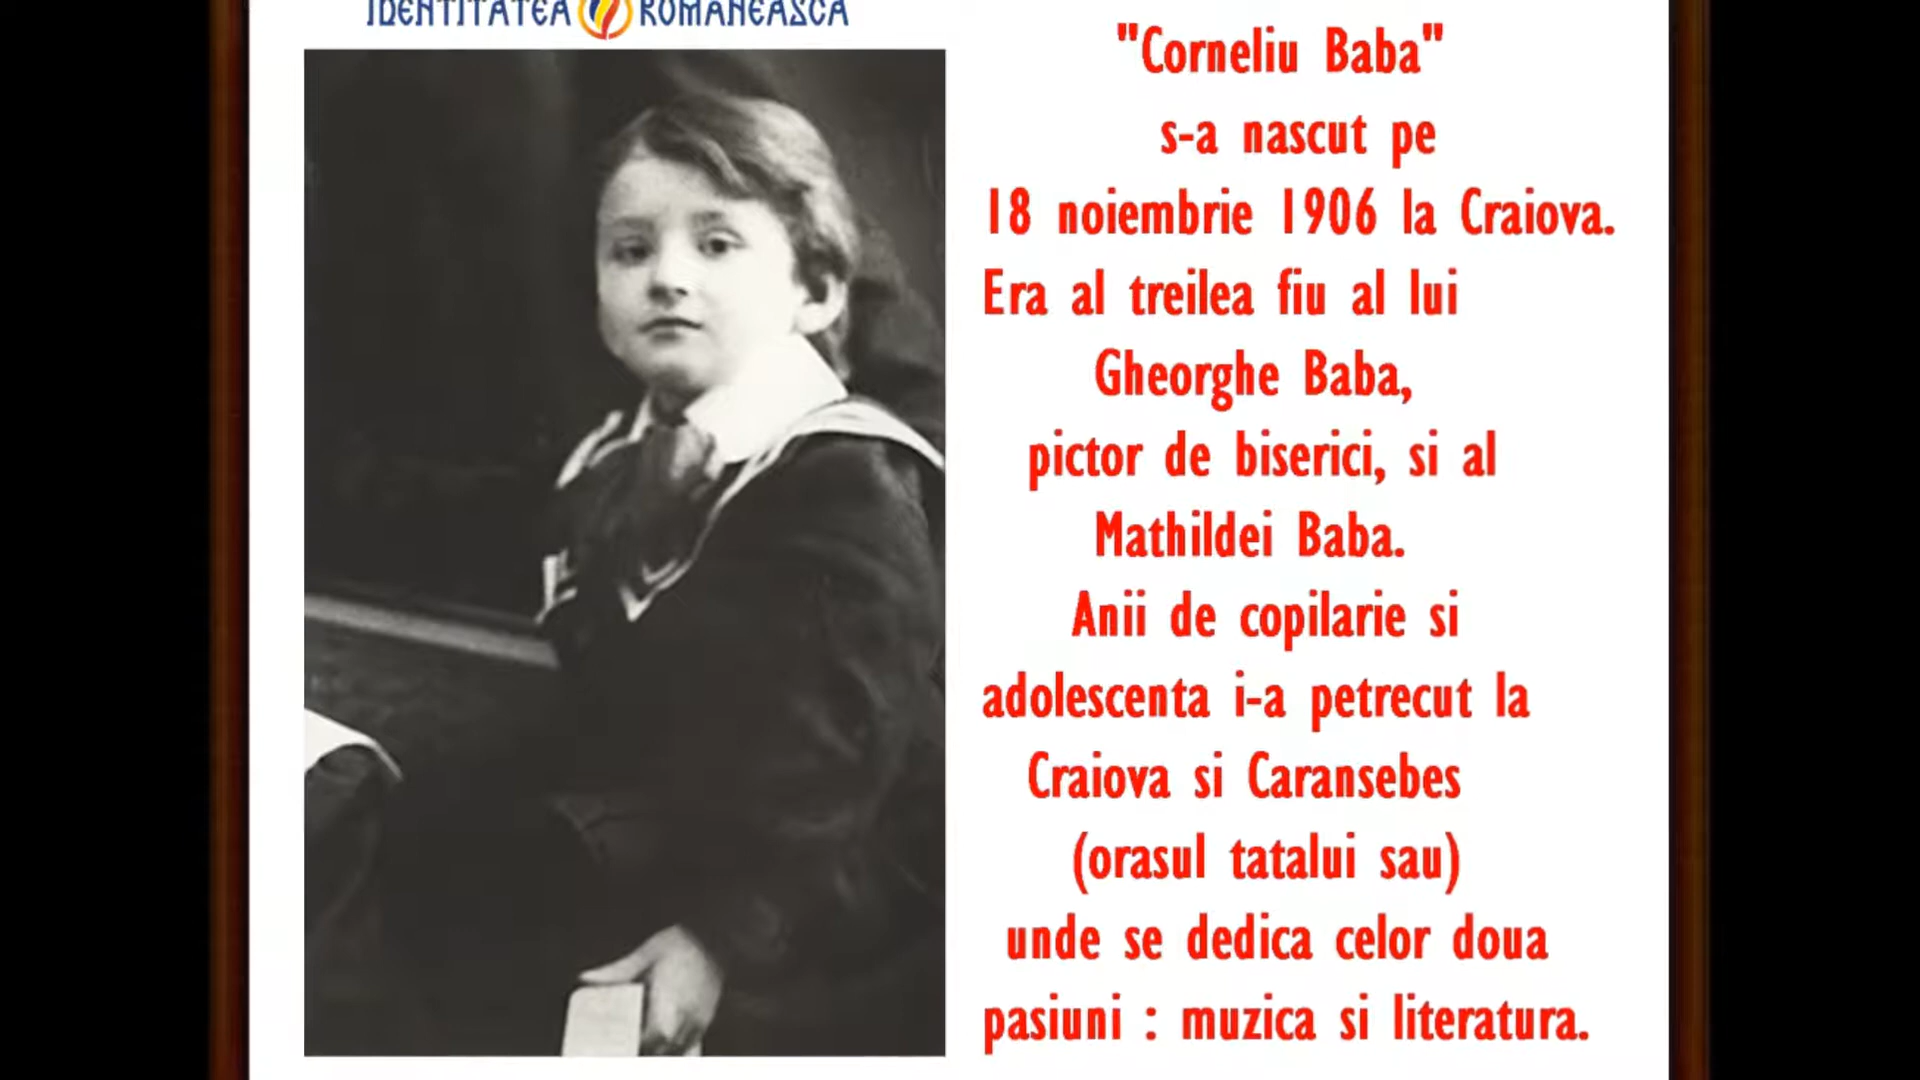 IDENTITATEA ROMÂNEASCĂ
"Corneliu Baba"
s-a nascut pe
18 noiembrie 1906 la Craiova.
Era al treilea fiu al lui
Gheorghe Baba,
pictor de biserici, si al
Mathildei Baba.
Anii de copilarie si
adolescenta i-a petrecut la
Craiova si Caransebes
(orasul tatalui sau)
unde se dedica celor doua
pasiuni : muzica si literatura.